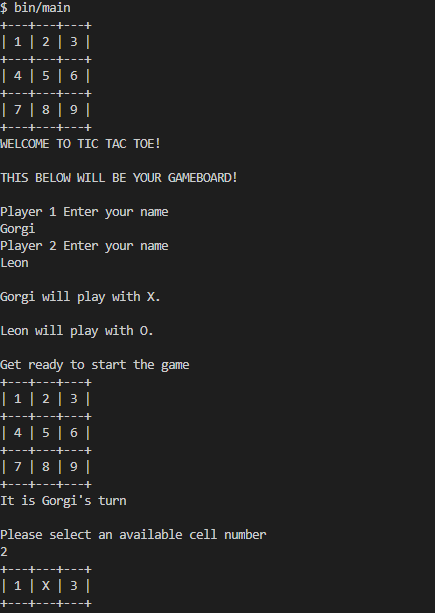 $ bin/main
+---+---+---+
| 1 | 2 | 3 |
+---+---+---+
| 4 | 5 | 6 |
+---+---+---+
| 7 | 8 | 9 |
+---+---+---+
WELCOME TO TIC TAC TOE!
THIS BELOW WILL BE YOUR GAMEBOARD!
Player 1 Enter your name
Gorgi
Player 2 Enter your name
Leon
Gorgi will play with X.
Leon will play with O.
Get ready to start the game
+---+---+---+
| 1 | 2 | 3 |
+---+---+---+
| 4 | 5 | 6 |
+---+---+---+
| 7 | 8 | 9 |
+---+---+---+
It is Gorgi's turn
Please select an available cell number
2
+---+---+---+
| 1 | X | 3 |
+---+---+---+